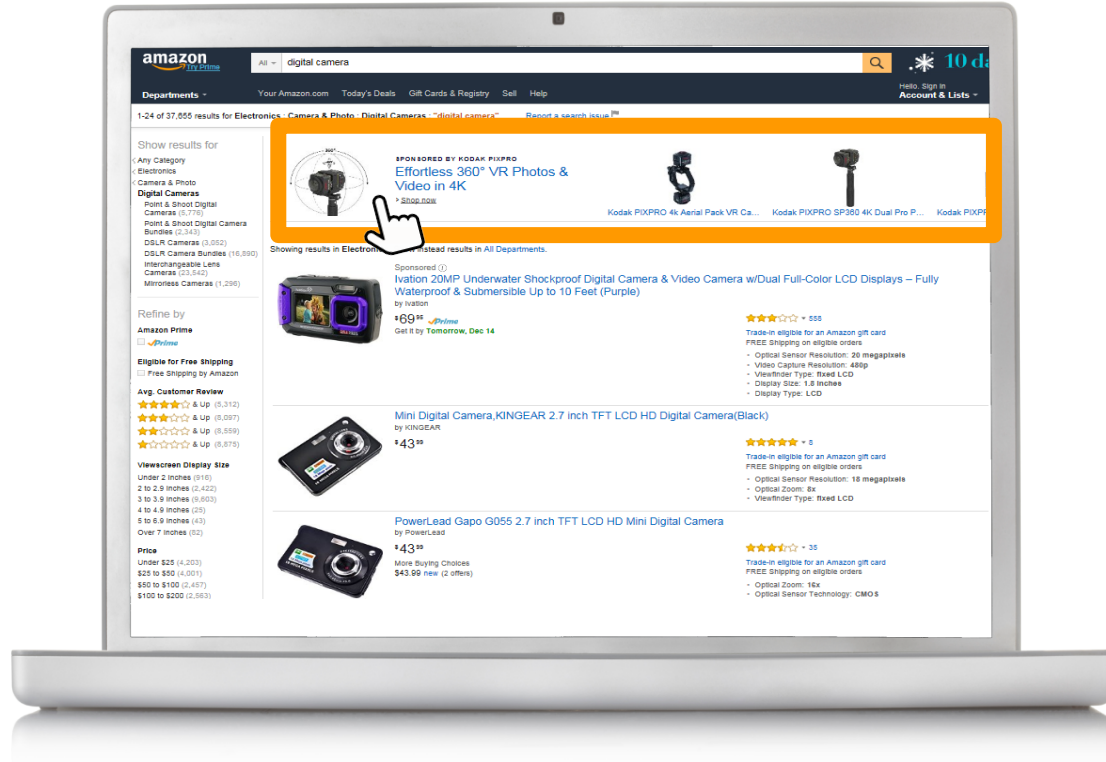 amazon
Try Prime
All
digital camera
10 da
Departments
Your Amazon.com Today's Deals Gift Cards & Registry Sell Help
Hello. Sign in
Account & Lists
1-24 of 37,655 results for Electronics : Camera & Photo : Digital Cameras : "digital camera"
Report a search issue
Show results for
‹ Any Category
‹ Electronics
‹ Camera & Photo
Digital Cameras
Point & Shoot Digital
Cameras (5,776)
Point & Shoot Digital Camera
Bundles (2,343)
DSLR Cameras (3,052)
DSLR Camera Bundles (16,890)
Interchangeable Lens
Cameras (23,542)
Mirrorless Cameras (1,296)
Refine by
Amazon Prime
Prime
Eligible for Free Shipping
Free Shipping by Amazon
Avg. Customer Review
& Up (5,312)
& Up (8,097)
& Up (8,559)
& Up (8,875)
Viewscreen Display Size
Under 2 Inches (916)
2 to 2.9 Inches (2,422)
3 to 3.9 Inches (9,603)
4 to 4.9 Inches (25)
5 to 6.9 Inches (43)
Over 7 Inches (82)
Price
Under $25 (4,203)
$25 to $50 (4,001)
$50 to $100 (2,457)
$100 to $200 (2,563)
360°
SPONSORED BY KODAK PIXPRO
Effortless 360° VR Photos &
Video in 4K
› Shop now
Kodak PIXPRO 4k Aerial Pack VR Ca...
Kodak PIXPRO SP360 4K Dual Pro P...
Kodak PIXPR
Showing results in Electronics instead results in All Departments.
Sponsored
Ivation 20MP Underwater Shockproof Digital Camera & Video Camera w/Dual Full-Color LCD Displays – Fully
Waterproof & Submersible Up to 10 Feet (Purple)
by Ivation
$69 95 Prime
Get it by Tomorrow, Dec 14
558
Trade-in eligible for an Amazon gift card
FREE Shipping on eligible orders
• Optical Sensor Resolution: 20 megapixels
• Video Capture Resolution: 480p
• Viewfinder Type: fixed LCD
• Display Size: 1.8 Inches
• Display Type: LCD
Mini Digital Camera,KINGEAR 2.7 inch TFT LCD HD Digital Camera(Black)
by KINGEAR
$43 99
Trade-in eligible for an Amazon gift card
FREE Shipping on eligible orders
• Optical Sensor Resolution: 18 megapixels
• Optical Zoom: 8x
• Viewfinder Type: fixed LCD
PowerLead Gapo G055 2.7 inch TFT LCD HD Mini Digital Camera
by PowerLead
$43 99
More Buying Choices
$43.99 new (2 offers)
35
Trade-in eligible for an Amazon gift card
FREE Shipping on eligible orders
• Optical Zoom: 16x
• Optical Sensor Technology: CMOS